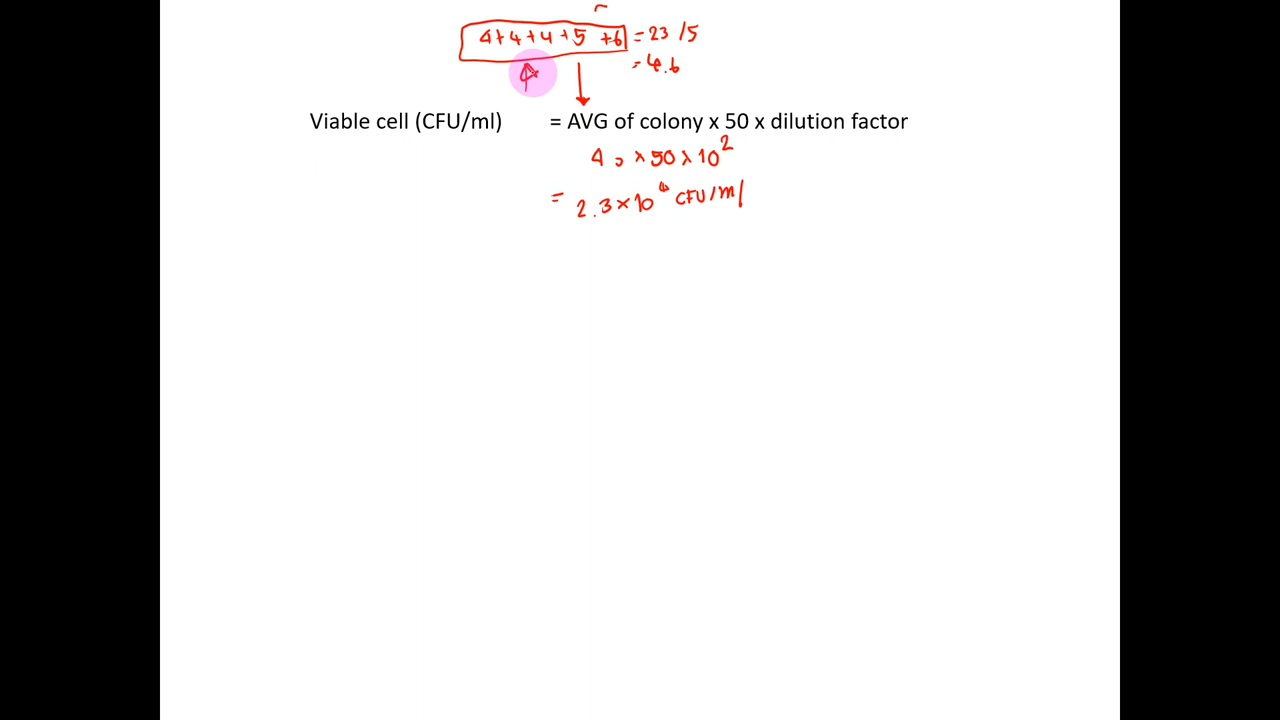 4+4+4+5+6 = 23/5
= 4.6
Viable cell (CFU/ml) = AVG of colony x 50 x dilution factor
4 × 50 × 10²
= 2.3 × 10⁴ CFU/ml